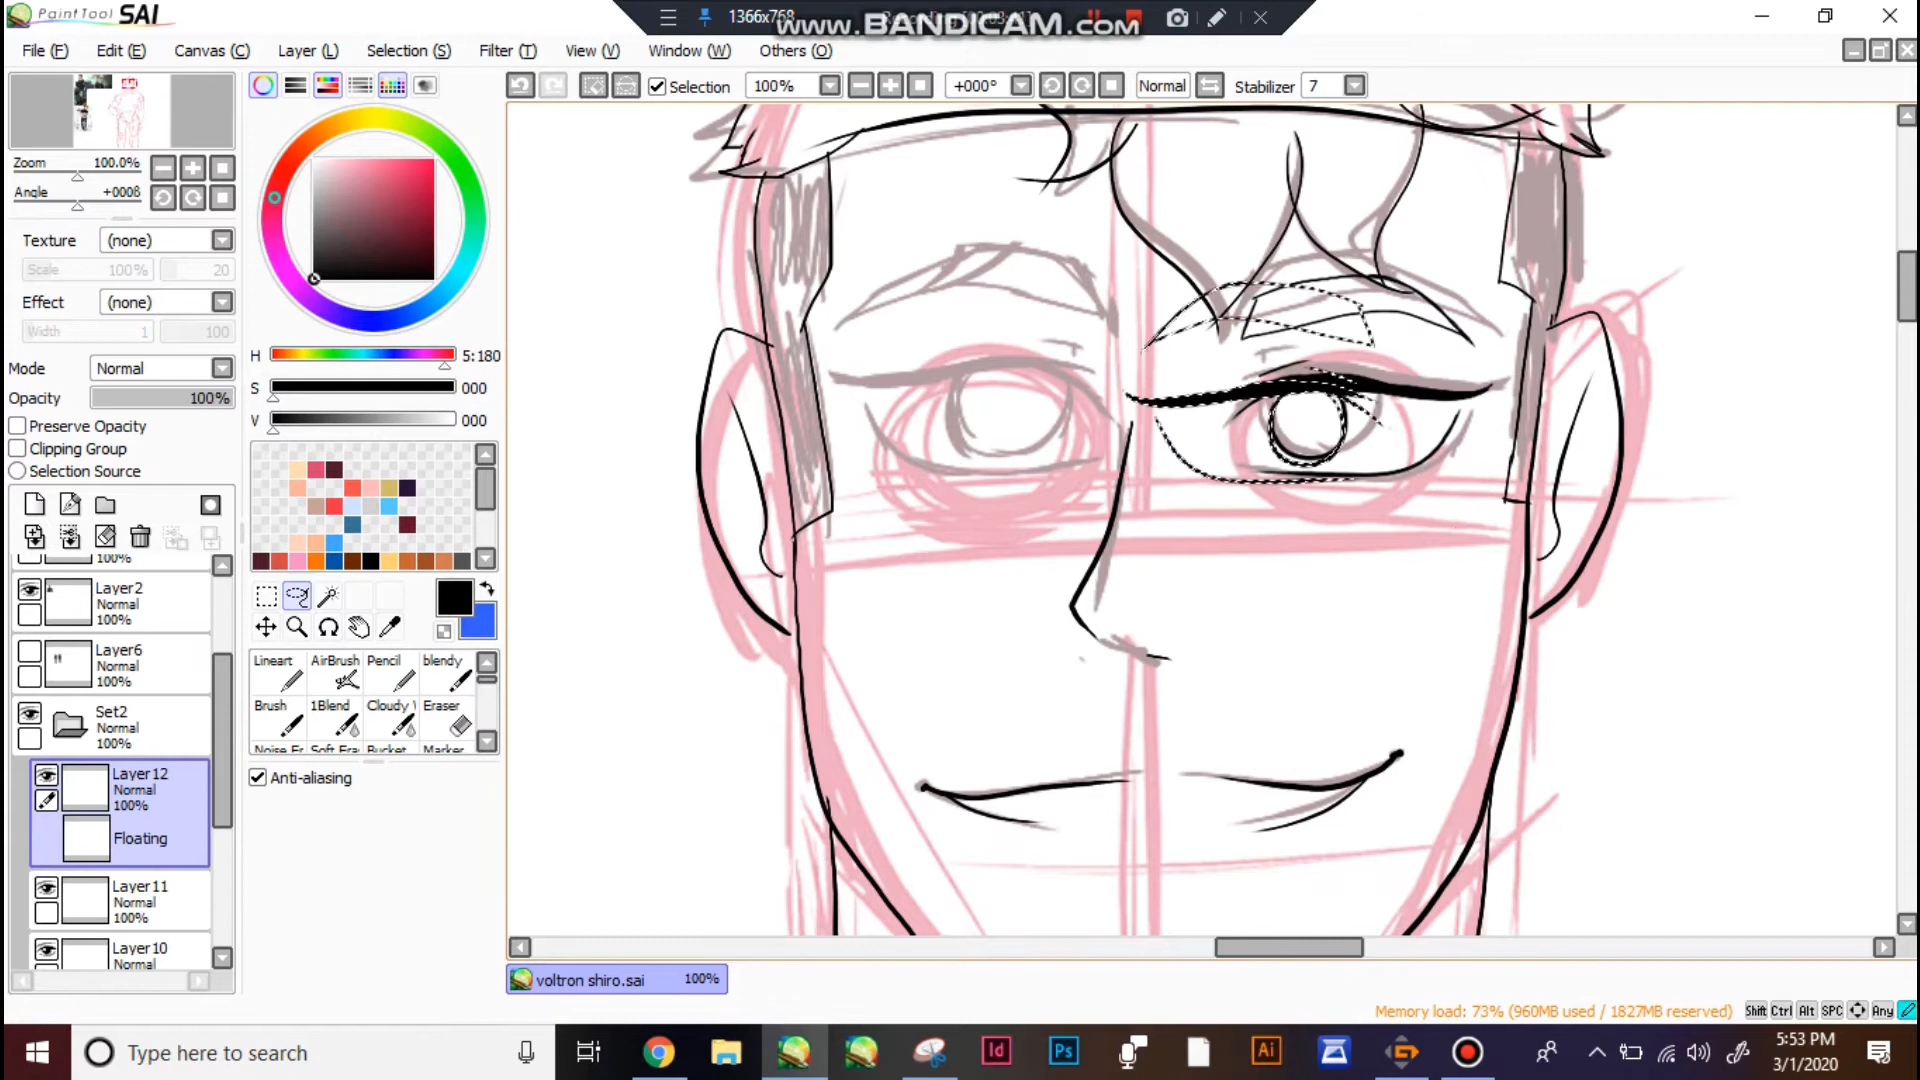 PaintTool SAI
1366x768
www.BANDICAM.com
File (F) Edit (E) Canvas (C) Layer (L) Selection (S) Filter (T) View (V) Window (W) Others (O)
Selection 100% +000° Normal Stabilizer 7
Zoom 100.0%
Angle +000ß
Texture (none)
Scale 100% 20
Effect (none)
Width 1 100
Mode Normal
Opacity 100%
Preserve Opacity
Clipping Group
Selection Source
H 5:180
S 000
V 000
100%
Layer2
Normal
100%
Layer6
Normal
100%
Set2
Normal
100%
Layer12
Normal
100%
Floating
Layer11
Normal
100%
Layer10
Normal
Lineart AirBrush Pencil blendy
Brush 1Blend Cloudy Eraser
Bucket Marker
Anti-aliasing
voltron shiro.sai 100%
Memory load: 73% (960MB used / 1827MB reserved) Shift Ctrl Alt SPC Any
Type here to search
Id
Ps
Ai
5:53 PM
3/1/2020